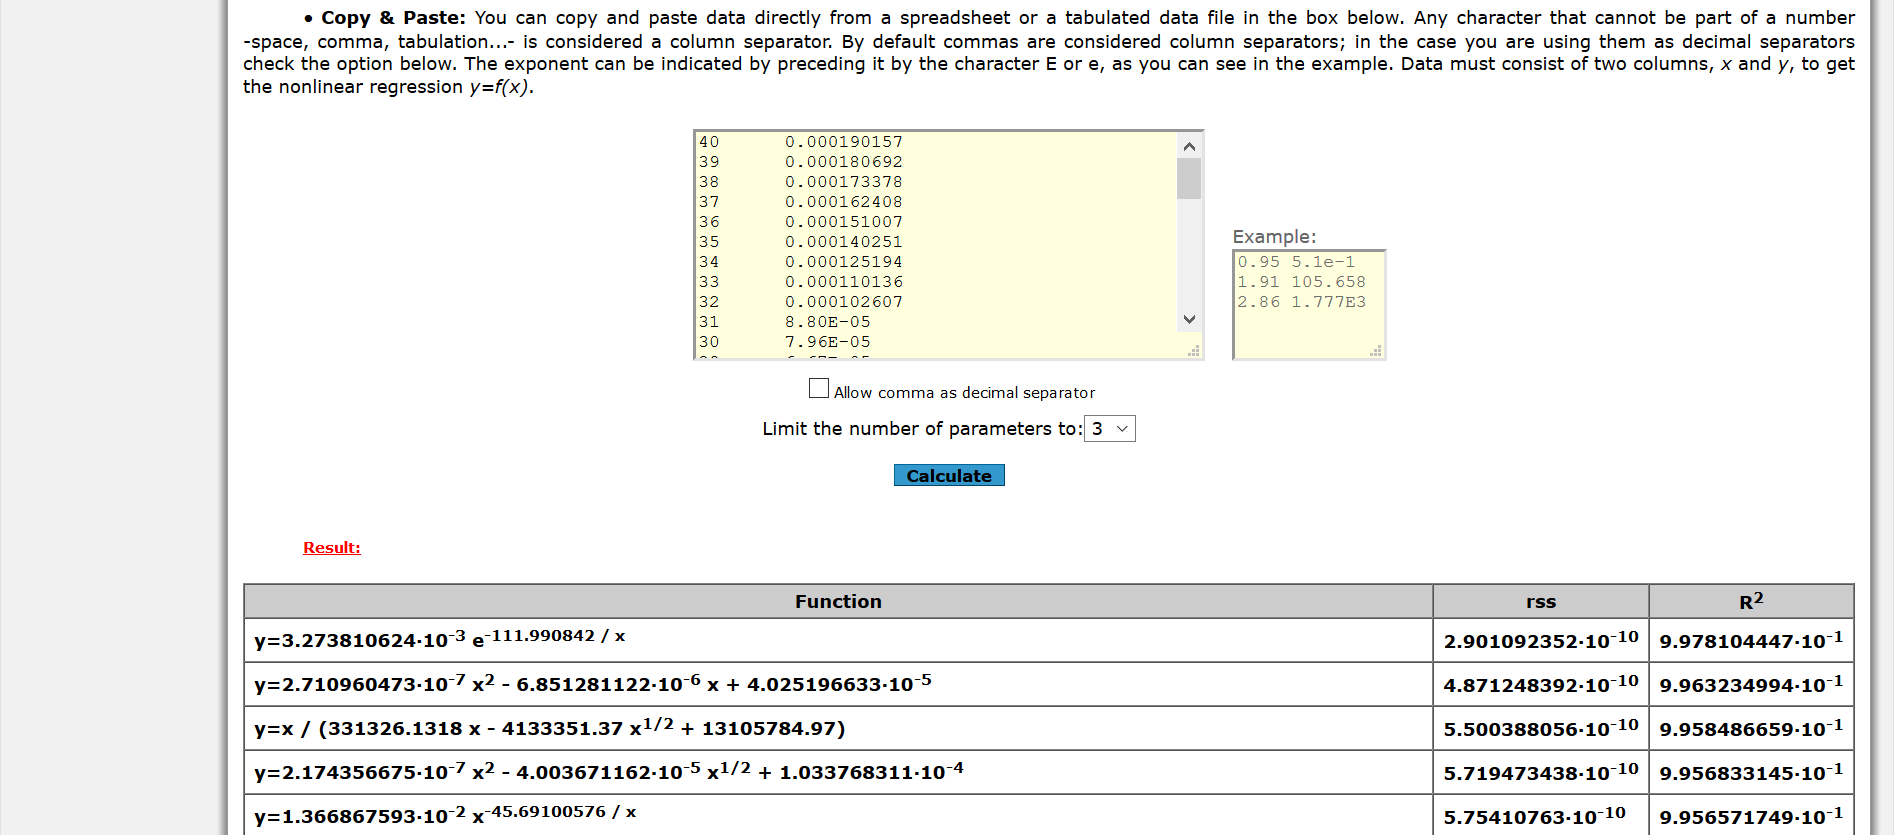 • Copy & Paste: You can copy and paste data directly from a spreadsheet or a tabulated data file in the box below. Any character that cannot be part of a number
-space, comma, tabulation...- is considered a column separator. By default commas are considered column separators; in the case you are using them as decimal separators
check the option below. The exponent can be indicated by preceding it by the character E or e, as you can see in the example. Data must consist of two columns, x and y, to get
the nonlinear regression y=f(x).
40 0.000190157
39 0.000180692
38 0.000173378
37 0.000162408
36 0.000151007
35 0.000140251
34 0.000125194
33 0.000110136
32 0.000102607
31 8.80E-05
30 7.96E-05
Example:
0.95 5.1e-1
1.91 105.658
2.86 1.777E3
Allow comma as decimal separator
Limit the number of parameters to: 3
Calculate
Result:
Function rss R²
y=3.273810624·10⁻³ e^-111.990842 / x 2.901092352·10⁻¹⁰ 9.978104447·10⁻¹
y=2.710960473·10⁻⁷ x² - 6.851281122·10⁻⁶ x + 4.025196633·10⁻⁵ 4.871248392·10⁻¹⁰ 9.963234994·10⁻¹
y=x / (331326.1318 x - 4133351.37 x^1/2 + 13105784.97) 5.500388056·10⁻¹⁰ 9.958486659·10⁻¹
y=2.174356675·10⁻⁷ x² - 4.003671162·10⁻⁵ x^1/2 + 1.033768311·10⁻⁴ 5.719473438·10⁻¹⁰ 9.956833145·10⁻¹
y=1.366867593·10⁻² x^-45.69100576 / x 5.75410763·10⁻¹⁰ 9.956571749·10⁻¹